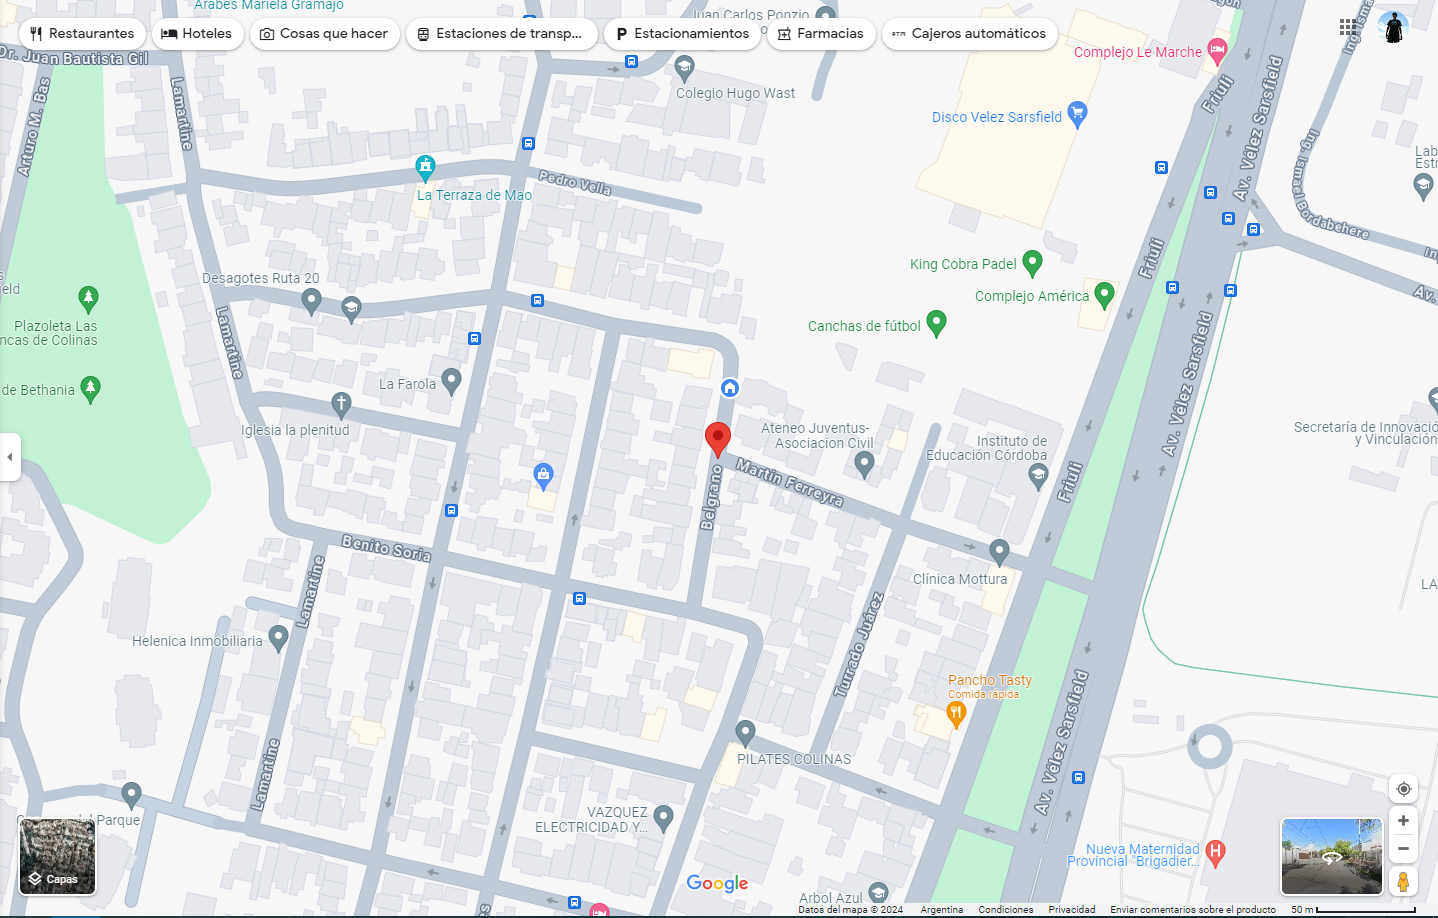 Arabes Mariela Gramajo
Juan Carlos Ponzio
Restaurantes
Hoteles
Cosas que hacer
Estaciones de transp...
Estacionamientos
Farmacias
Cajeros automáticos
Complejo Le Marche
Dr. Juan Bautista Gil
Lamartine
Arturo M. Bas
Colegio Hugo Wast
Disco Velez Sarsfield
Friuli
Av. Vélez Sarsfield
Ing. Ismael Bordabehere
Lab
Estr
La Terraza de Mao
Pedro Vella
Friuli
King Cobra Padel
Complejo América
Canchas de fútbol
Desagotes Ruta 20
eld
Plazoleta Las
ncas de Colinas
Lamartine
Av.
Av. Vélez Sarsfield
de Bethania
La Farola
Iglesia la plenitud
Ateneo Juventus-
Asociacion Civil
Instituto de
Educación Córdoba
Secretaría de Innovació
y Vinculación
Martín Ferreyra
Belgrano
Friuli
Benito Soria
Lamartine
Clínica Mottura
LA
Turrado Juárez
Helenica Inmobiliaria
Pancho Tasty
Comida rápida
Av. Vélez Sarsfield
PILATES COLINAS
Lamartine
VAZQUEZ
ELECTRICIDAD Y...
Parque
Capas
Nueva Maternidad
Provincial "Brigadier...
Google
Arbol Azul
Datos del mapa © 2024
Argentina
Condiciones
Privacidad
Enviar comentarios sobre el producto
50 m